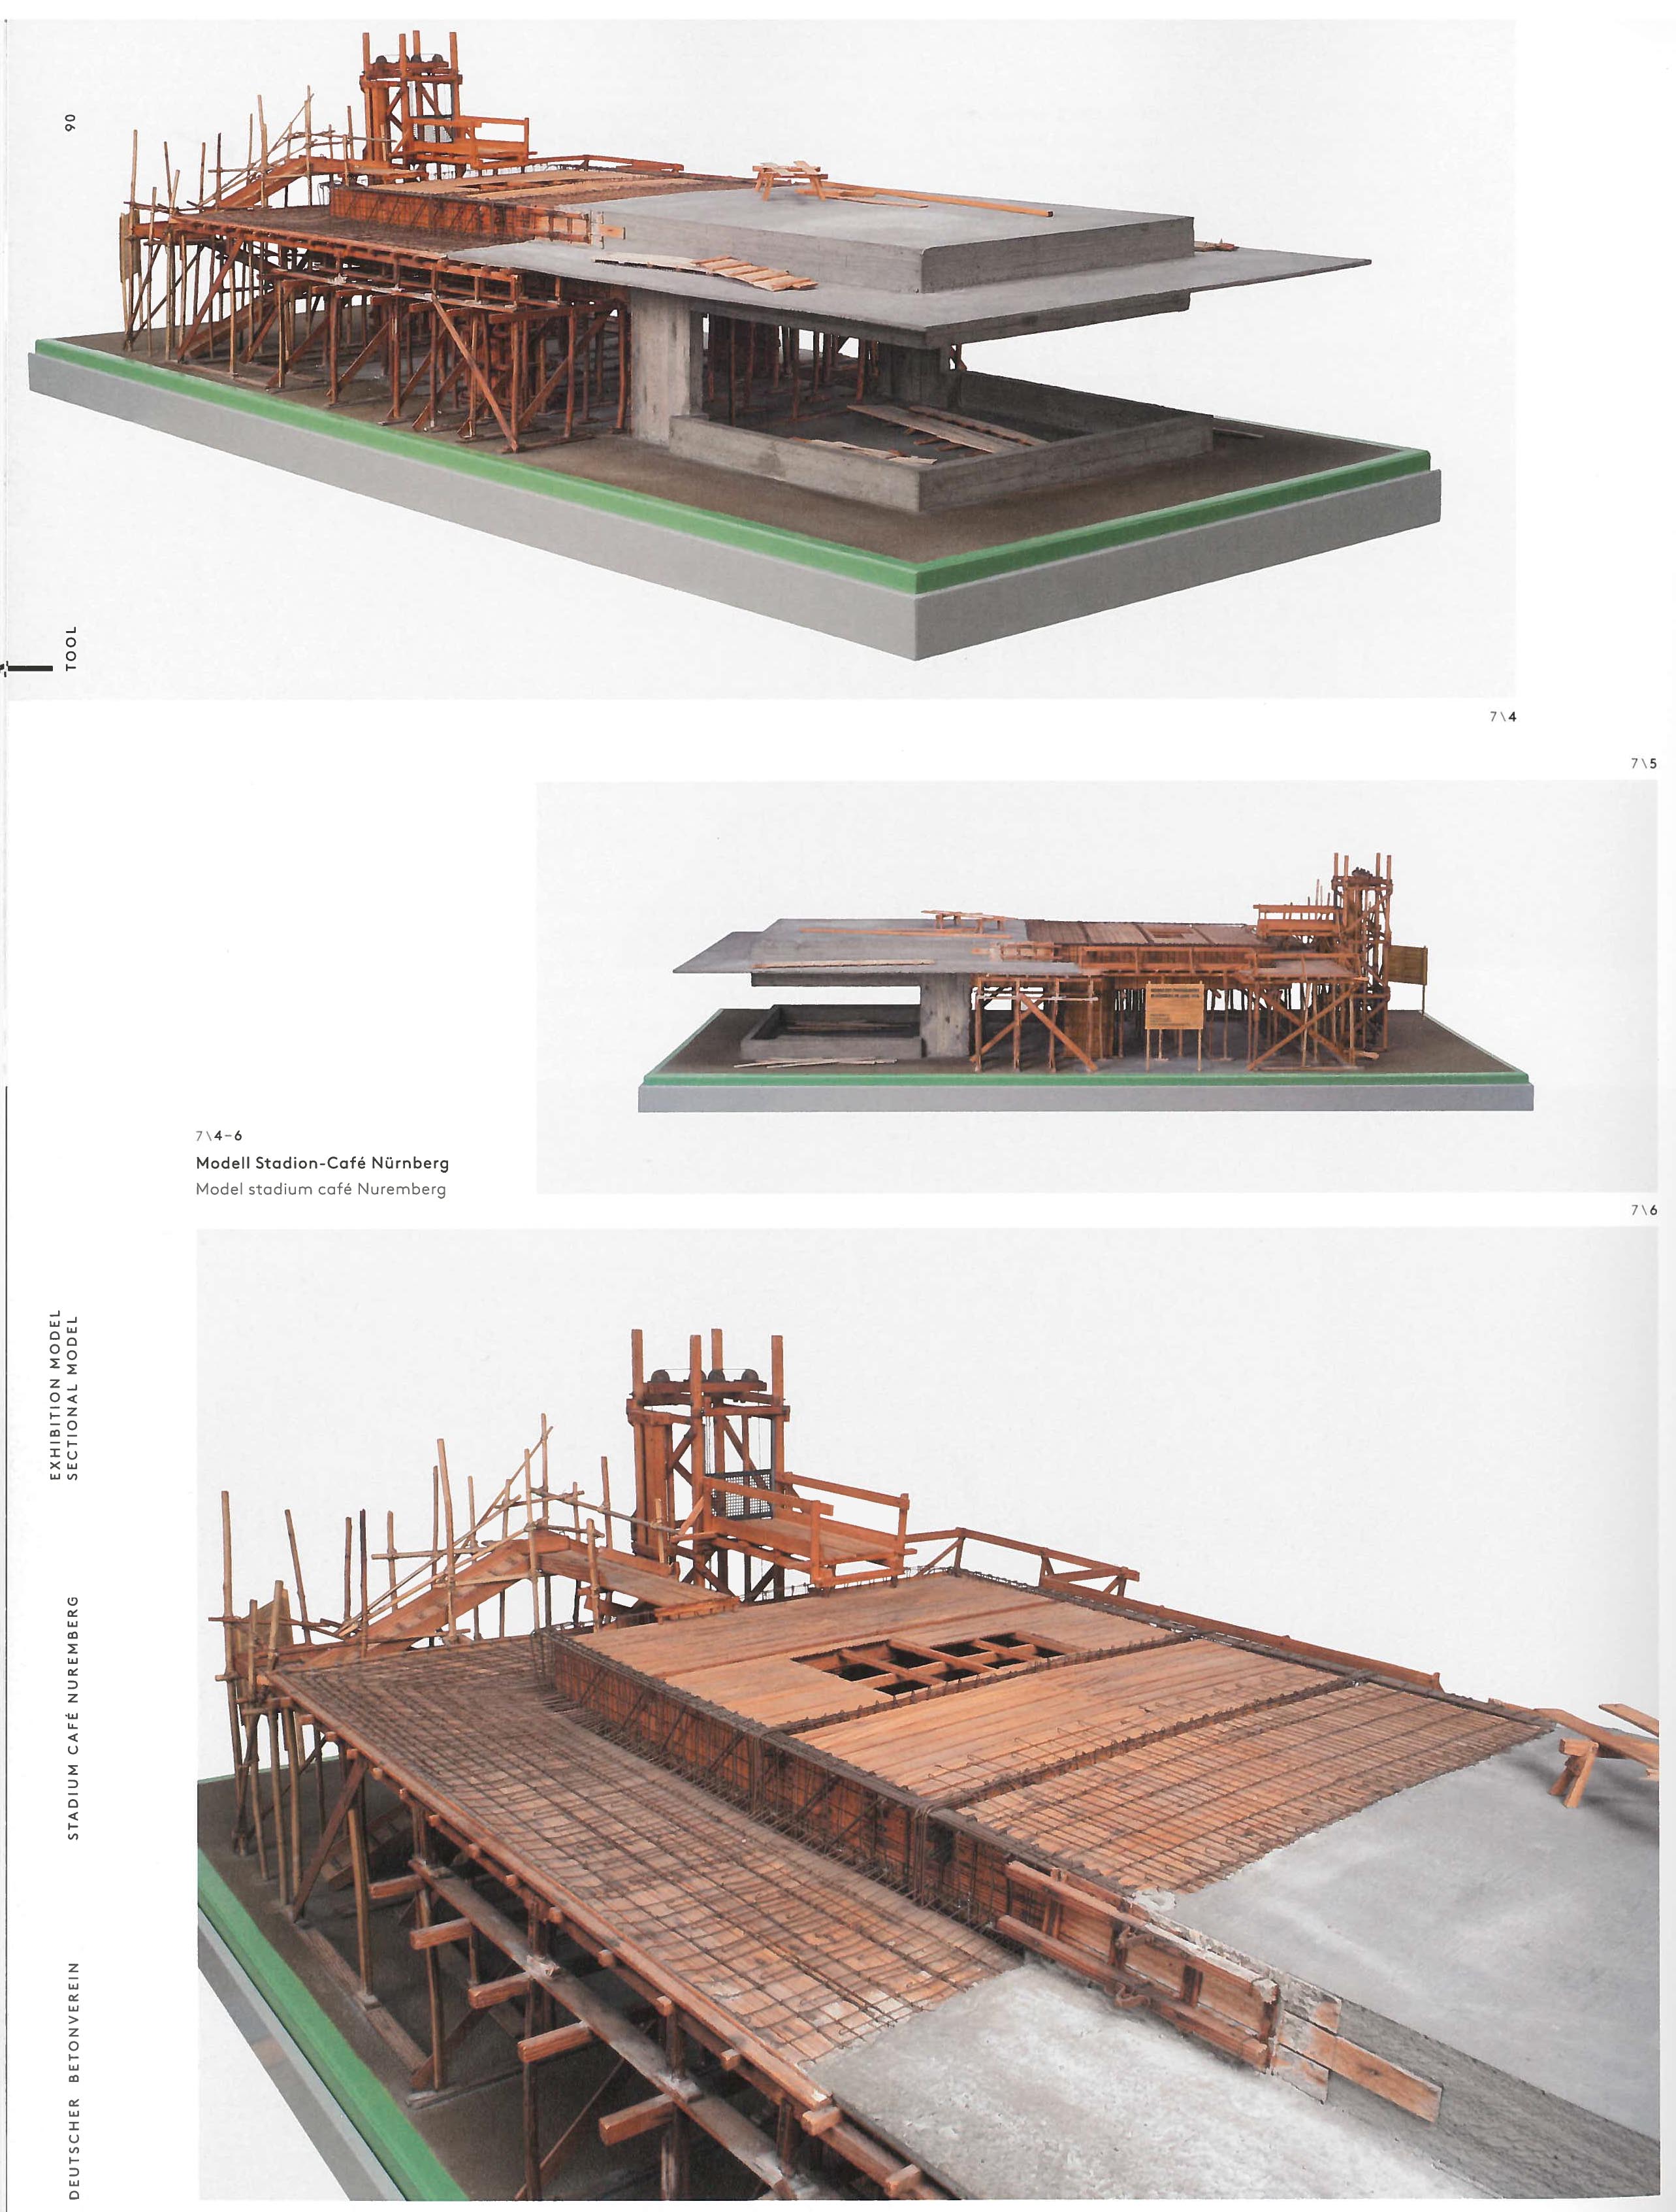 90
TOOL
7\4
7\5
7\4–6
Modell Stadion-Café Nürnberg
Model stadium café Nuremberg
7\6
EXHIBITION MODEL
SECTIONAL MODEL
STADIUM CAFÉ NUREMBERG
DEUTSCHER BETONVEREIN